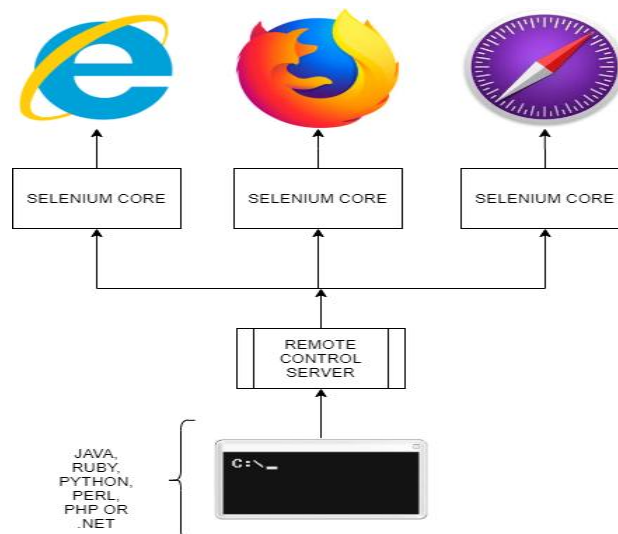 SELENIUM CORE
SELENIUM CORE
SELENIUM CORE
REMOTE
CONTROL
SERVER
JAVA,
RUBY,
PYTHON,
PERL,
PHP OR
.NET
C:\_